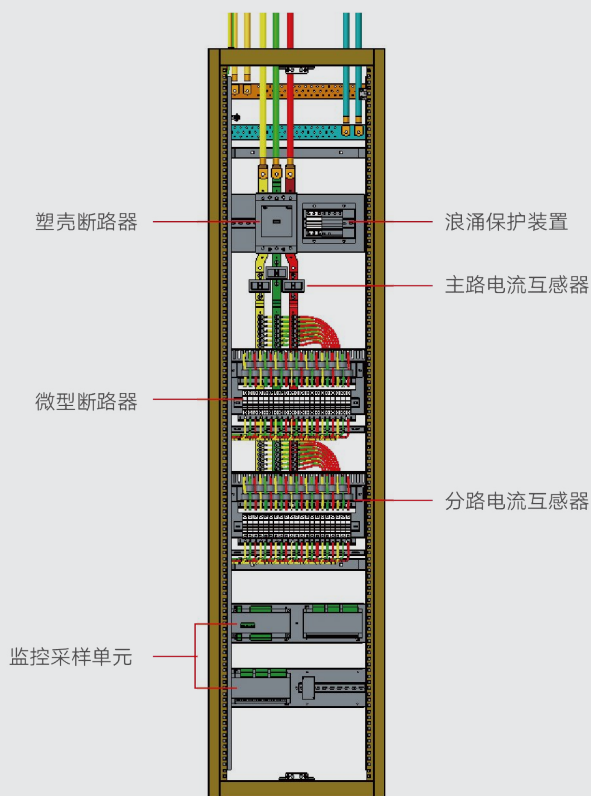 塑壳断路器
浪涌保护装置
主路电流互感器
微型断路器
分路电流互感器
监控采样单元